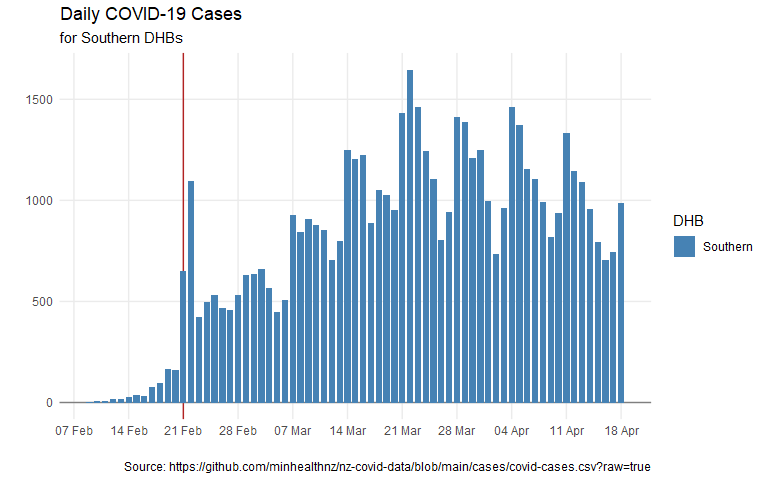 Daily COVID-19 Cases
for Southern DHBs
1500
1000
500
0
07 Feb 14 Feb 21 Feb 28 Feb 07 Mar 14 Mar 21 Mar 28 Mar 04 Apr 11 Apr 18 Apr
DHB
Southern
Source: https://github.com/minhealthnz/nz-covid-data/blob/main/cases/covid-cases.csv?raw=true